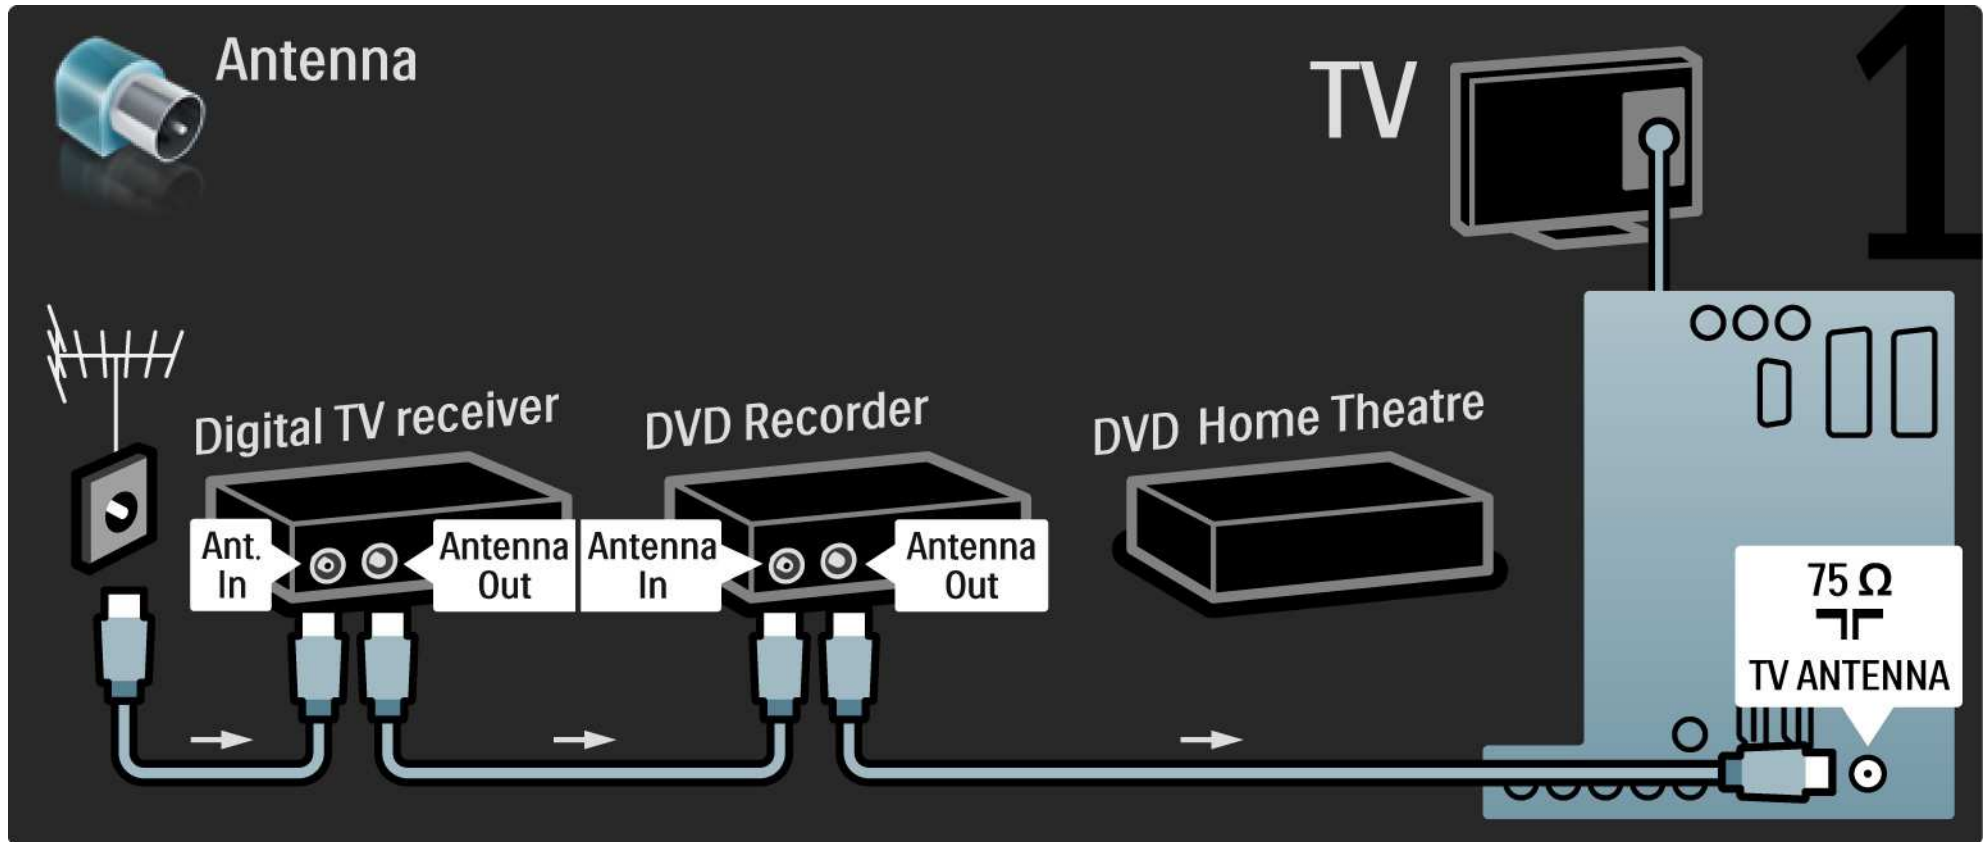 Antenna
TV
1
Digital TV receiver
DVD Recorder
DVD Home Theatre
Ant.
In
Antenna
Out
Antenna
In
Antenna
Out
75 Ω
TV ANTENNA